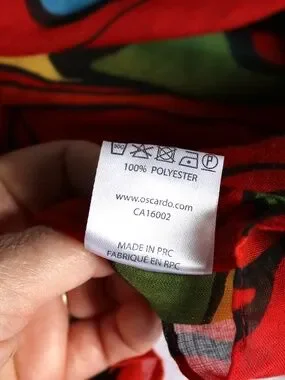 100% POLYESTER
www.oscardo.com
CA16002
MADE IN PRC
FABRIQUÉ EN RPC